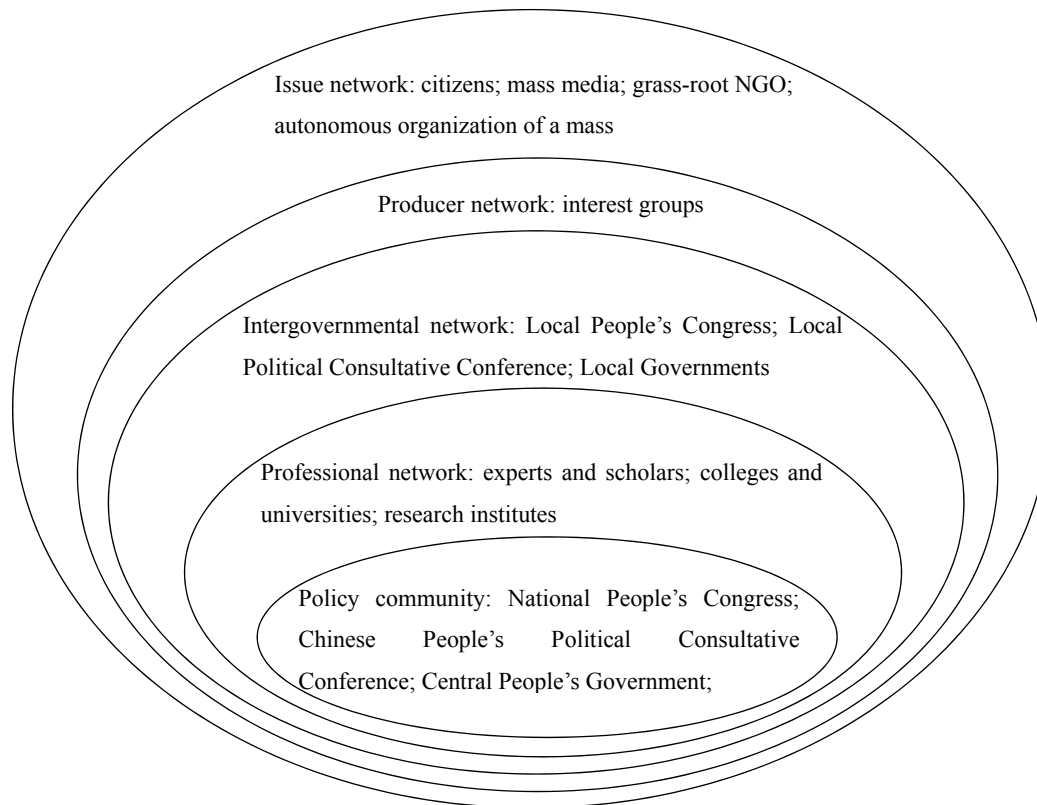 Issue network: citizens; mass media; grass-root NGO;
autonomous organization of a mass
Producer network: interest groups
Intergovernmental network: Local People’s Congress; Local
Political Consultative Conference; Local Governments
Professional network: experts and scholars; colleges and
universities; research institutes
Policy community: National People’s Congress;
Chinese People’s Political Consultative
Conference; Central People’s Government;